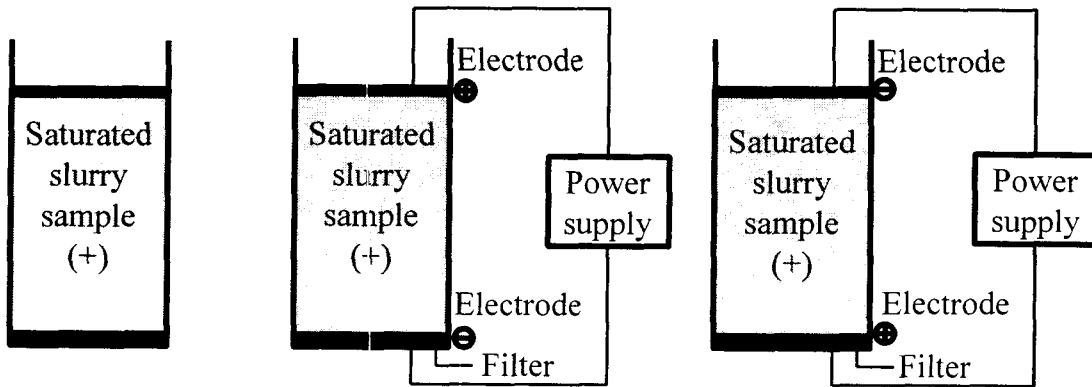 Saturated
slurry
sample
(+)
Electrode
⊕
Saturated
slurry
sample
(+)
Power
supply
Electrode
⊖
Filter
Electrode
⊖
Saturated
slurry
sample
(+)
Power
supply
Electrode
⊕
Filter